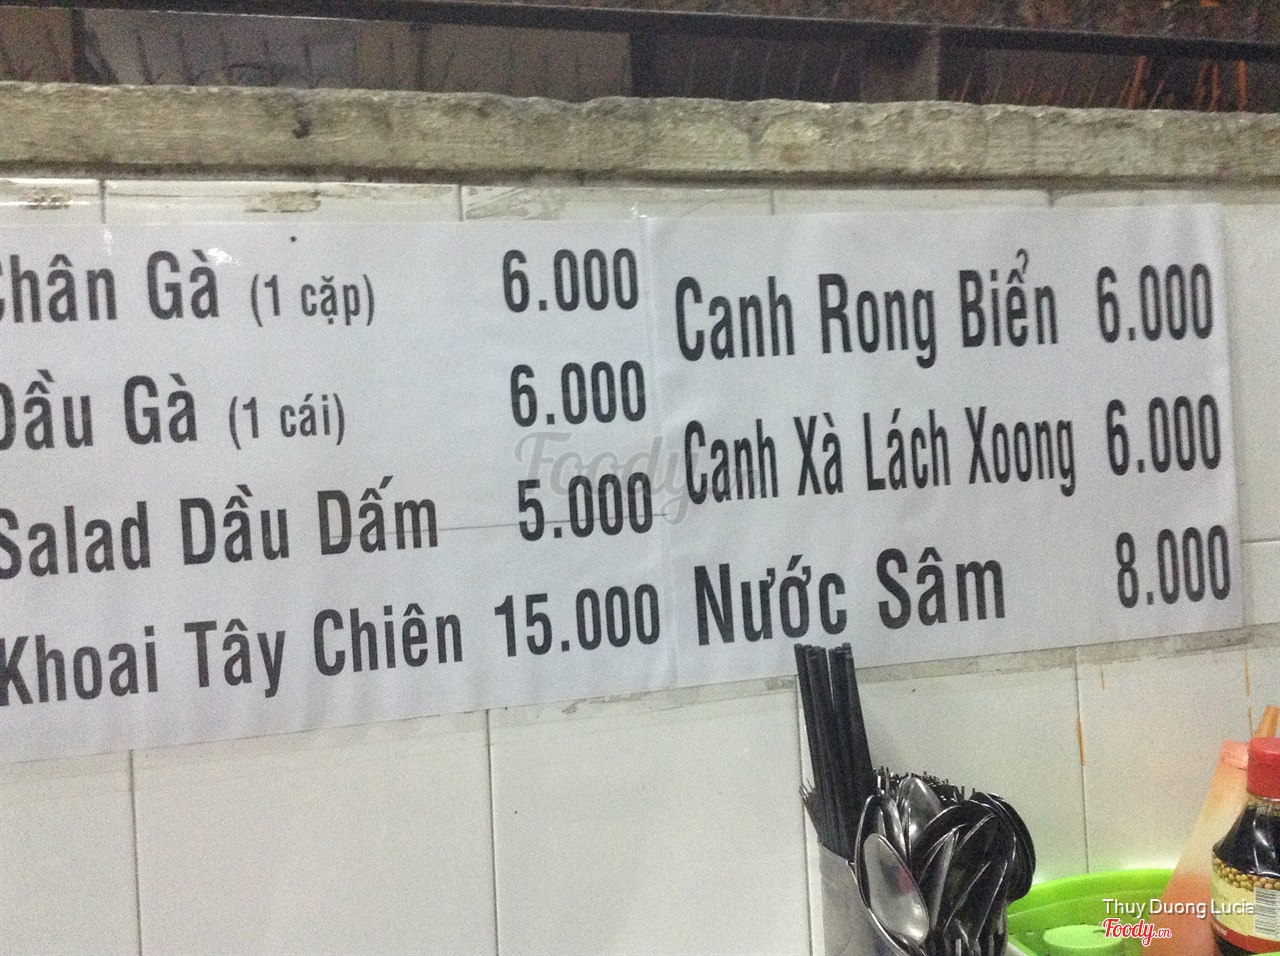 Chân Gà (1 cặp) 6.000
Đầu Gà (1 cái) 6.000
Salad Dầu Dấm 5.000
Khoai Tây Chiên 15.000
Canh Rong Biển 6.000
Canh Xà Lách Xoong 6.000
Nước Sâm 8.000
Foody.vn
Thuy Duong Lucia
Foody.vn